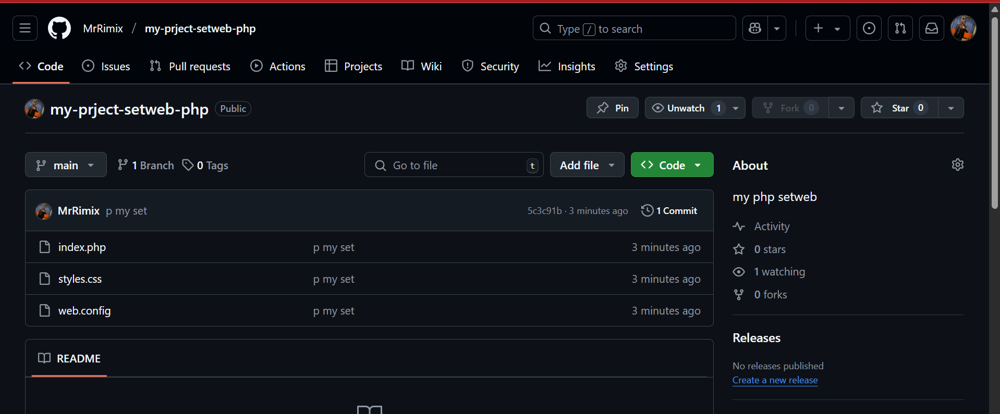 MrRimix / my-prject-setweb-php
Type / to search
Code Issues Pull requests Actions Projects Wiki Security Insights Settings
my-prject-setweb-php Public
Pin Unwatch 1 Fork 0 Star 0
main 1 Branch 0 Tags Go to file t Add file Code
MrRimix p my set 5c3c91b · 3 minutes ago 1 Commit
index.php p my set 3 minutes ago
styles.css p my set 3 minutes ago
web.config p my set 3 minutes ago
README
About
my php setweb
Activity
0 stars
1 watching
0 forks
Releases
No releases published
Create a new release